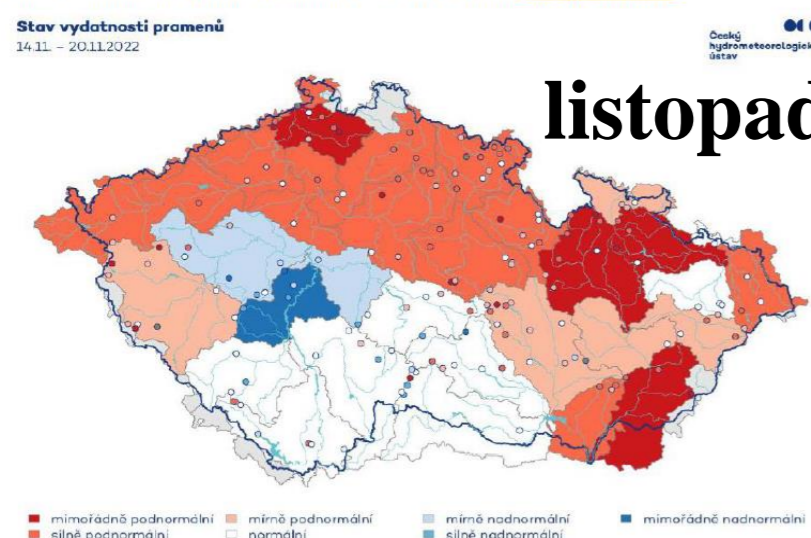 Stav vydatnosti pramenů
14.11. – 20.11.2022
Český
hydrometeorologick
ústav
listopad
mimořádně podnormální
mírně podnormální
mírně nadnormální
mimořádně nadnormální
silně podnormální
normální
silně nadnormální